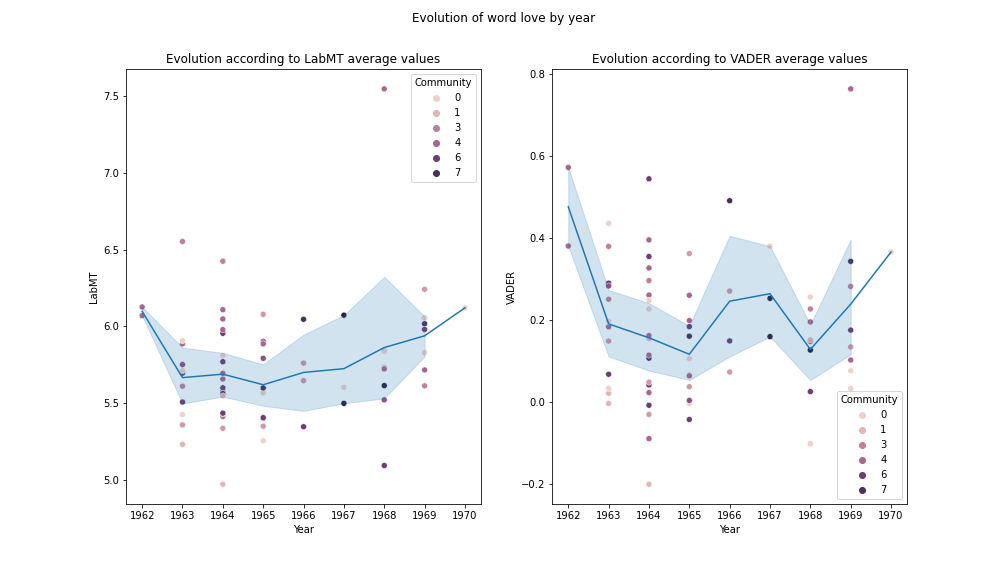 Evolution of word love by year
Evolution according to LabMT average values
LabMT
7.5
7.0
6.5
6.0
5.5
5.0
1962 1963 1964 1965 1966 1967 1968 1969 1970
Year
Community
0
1
3
4
6
7
Evolution according to VADER average values
VADER
0.8
0.6
0.4
0.2
0.0
−0.2
1962 1963 1964 1965 1966 1967 1968 1969 1970
Year
Community
0
1
3
4
6
7